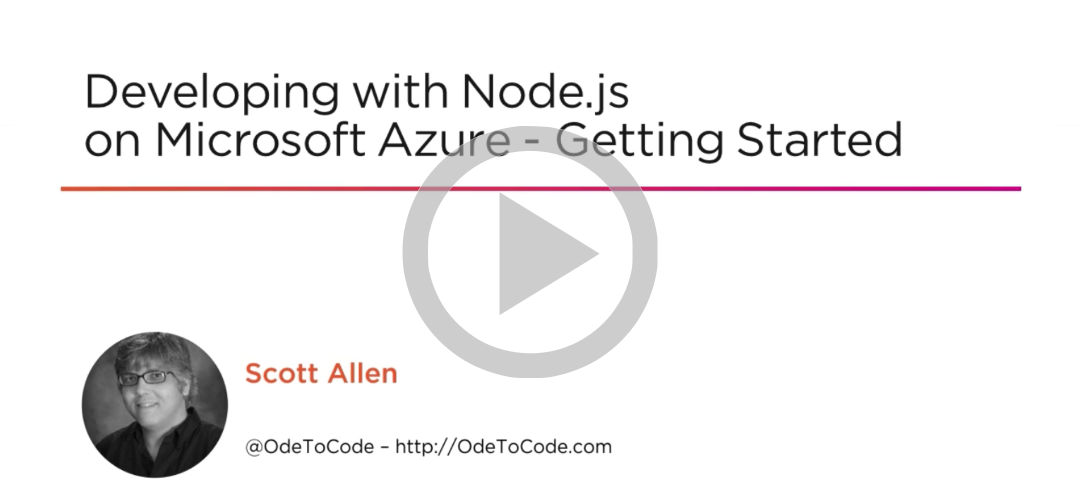 Developing with Node.js
on Microsoft Azure - Getting Started
Scott Allen
@OdeToCode – http://OdeToCode.com